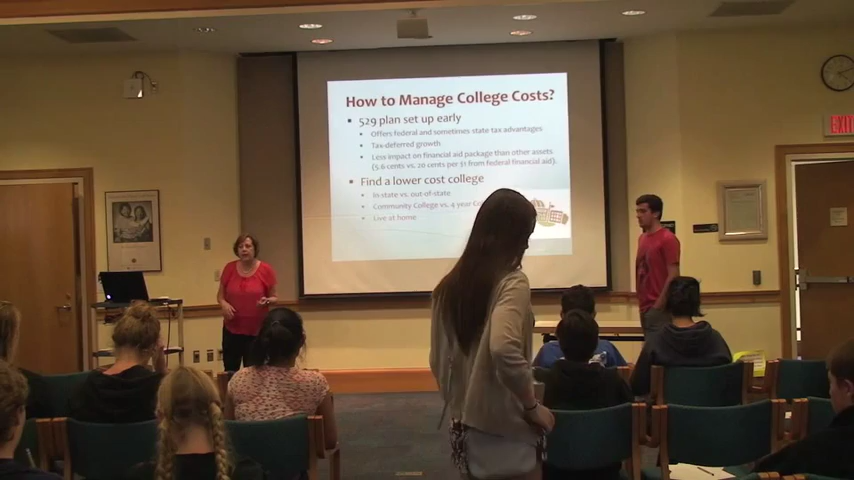 How to Manage College Costs?
• 529 plan set up early
• Offers federal and sometimes state tax advantages
• Tax-deferred growth
• Less impact on financial aid package than other assets
(5.6 cents vs. 20 cents per $1 from federal financial aid).
• Find a lower cost college
• In state vs. out-of-state
• Community College vs. 4 year
• Live at home
EXIT